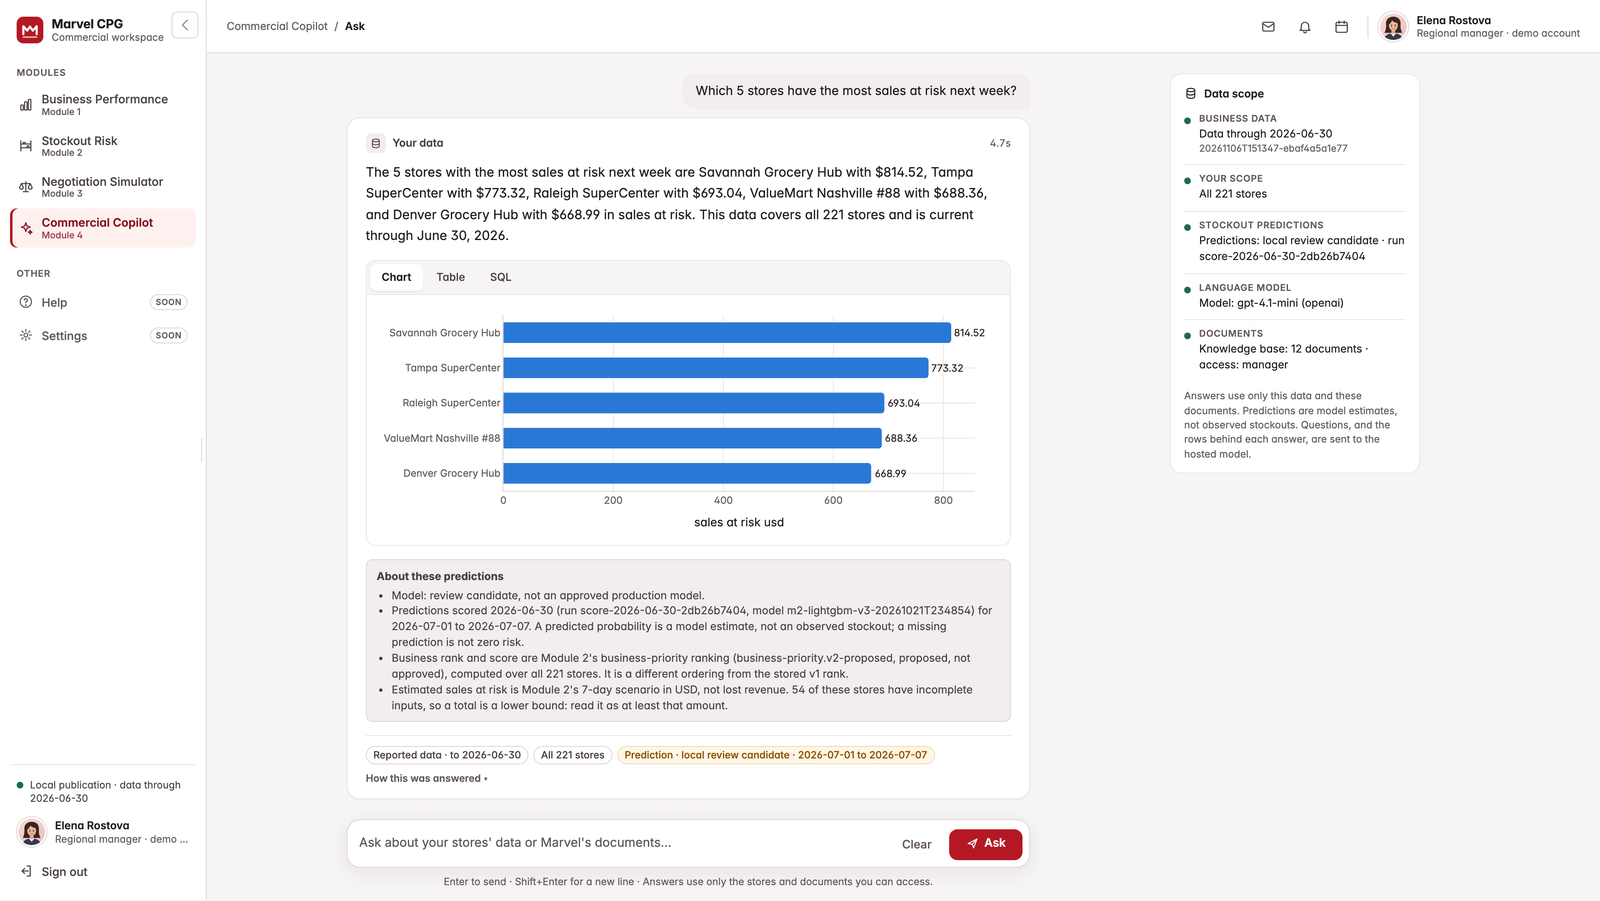 Marvel CPG
Commercial workspace
MODULES
Business Performance
Module 1
Stockout Risk
Module 2
Negotiation Simulator
Module 3
Commercial Copilot
Module 4
OTHER
Help
SOON
Settings
SOON
Local publication · data through
2026-06-30
Elena Rostova
Regional manager · demo ...
Sign out
Commercial Copilot / Ask
Elena Rostova
Regional manager · demo account
Which 5 stores have the most sales at risk next week?
Your data
4.7s
The 5 stores with the most sales at risk next week are Savannah Grocery Hub with $814.52, Tampa
SuperCenter with $773.32, Raleigh SuperCenter with $693.04, ValueMart Nashville #88 with $688.36,
and Denver Grocery Hub with $668.99 in sales at risk. This data covers all 221 stores and is current
through June 30, 2026.
Chart
Table
SQL
Savannah Grocery Hub
814.52
Tampa SuperCenter
773.32
Raleigh SuperCenter
693.04
ValueMart Nashville #88
688.36
Denver Grocery Hub
668.99
0
200
400
600
800
sales at risk usd
About these predictions
• Model: review candidate, not an approved production model.
• Predictions scored 2026-06-30 (run score-2026-06-30-2db26b7404, model m2-lightgbm-v3-20261021T234854) for
2026-07-01 to 2026-07-07. A predicted probability is a model estimate, not an observed stockout; a missing
prediction is not zero risk.
• Business rank and score are Module 2's business-priority ranking (business-priority.v2-proposed, proposed, not
approved), computed over all 221 stores. It is a different ordering from the stored v1 rank.
• Estimated sales at risk is Module 2's 7-day scenario in USD, not lost revenue. 54 of these stores have incomplete
inputs, so a total is a lower bound: read it as at least that amount.
Reported data · to 2026-06-30
All 221 stores
Prediction · local review candidate · 2026-07-01 to 2026-07-07
How this was answered
Ask about your stores' data or Marvel's documents...
Clear
Ask
Enter to send · Shift+Enter for a new line · Answers use only the stores and documents you can access.
Data scope
BUSINESS DATA
Data through 2026-06-30
20261106T151347-ebaf4a5a1e77
YOUR SCOPE
All 221 stores
STOCKOUT PREDICTIONS
Predictions: local review candidate · run
score-2026-06-30-2db26b7404
LANGUAGE MODEL
Model: gpt-4.1-mini (openai)
DOCUMENTS
Knowledge base: 12 documents ·
access: manager
Answers use only this data and these
documents. Predictions are model estimates,
not observed stockouts. Questions, and the
rows behind each answer, are sent to the
hosted model.